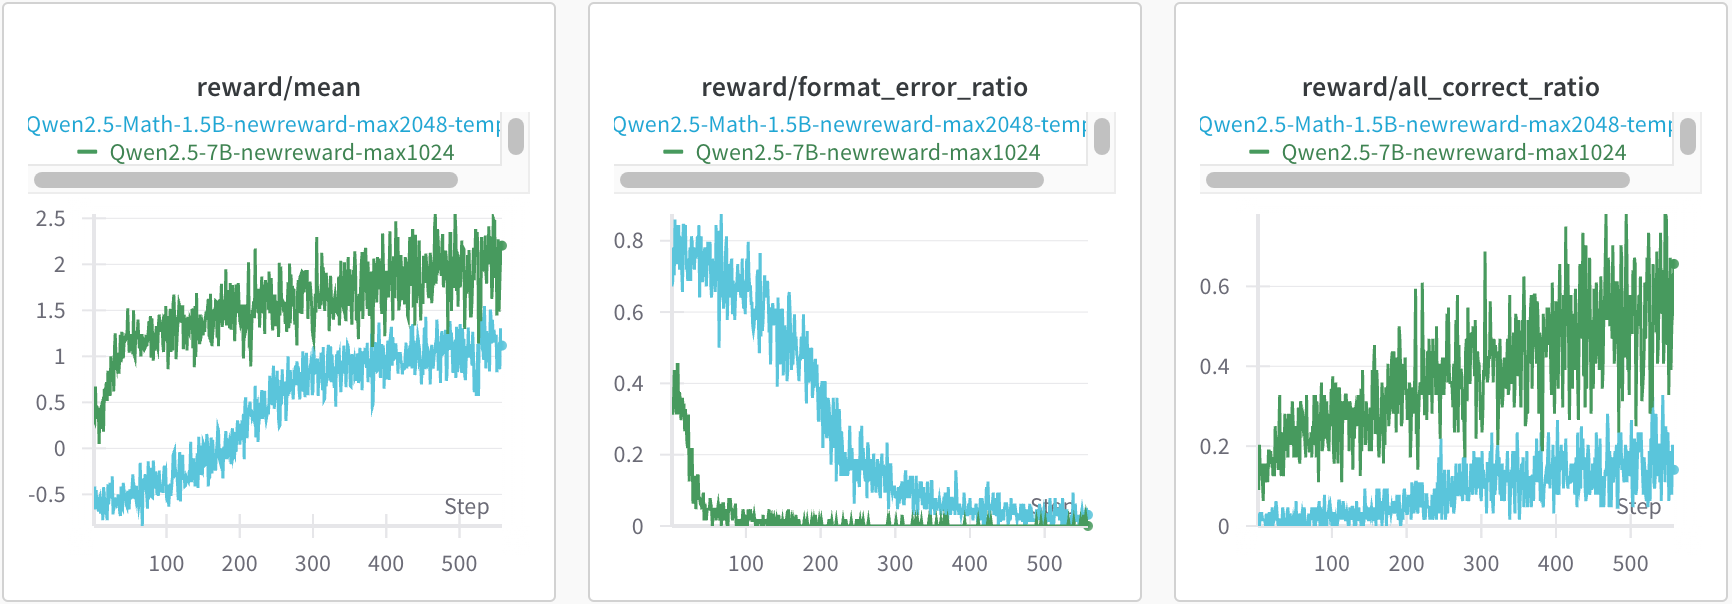 reward/mean
Qwen2.5-Math-1.5B-newreward-max2048-temp
Qwen2.5-7B-newreward-max1024
2.5
2
1.5
1
0.5
0
-0.5
Step
100 200 300 400 500
reward/format_error_ratio
Qwen2.5-Math-1.5B-newreward-max2048-temp
Qwen2.5-7B-newreward-max1024
0.8
0.6
0.4
0.2
0
Step
100 200 300 400 500
reward/all_correct_ratio
Qwen2.5-Math-1.5B-newreward-max2048-temp
Qwen2.5-7B-newreward-max1024
0.6
0.4
0.2
0
Step
100 200 300 400 500